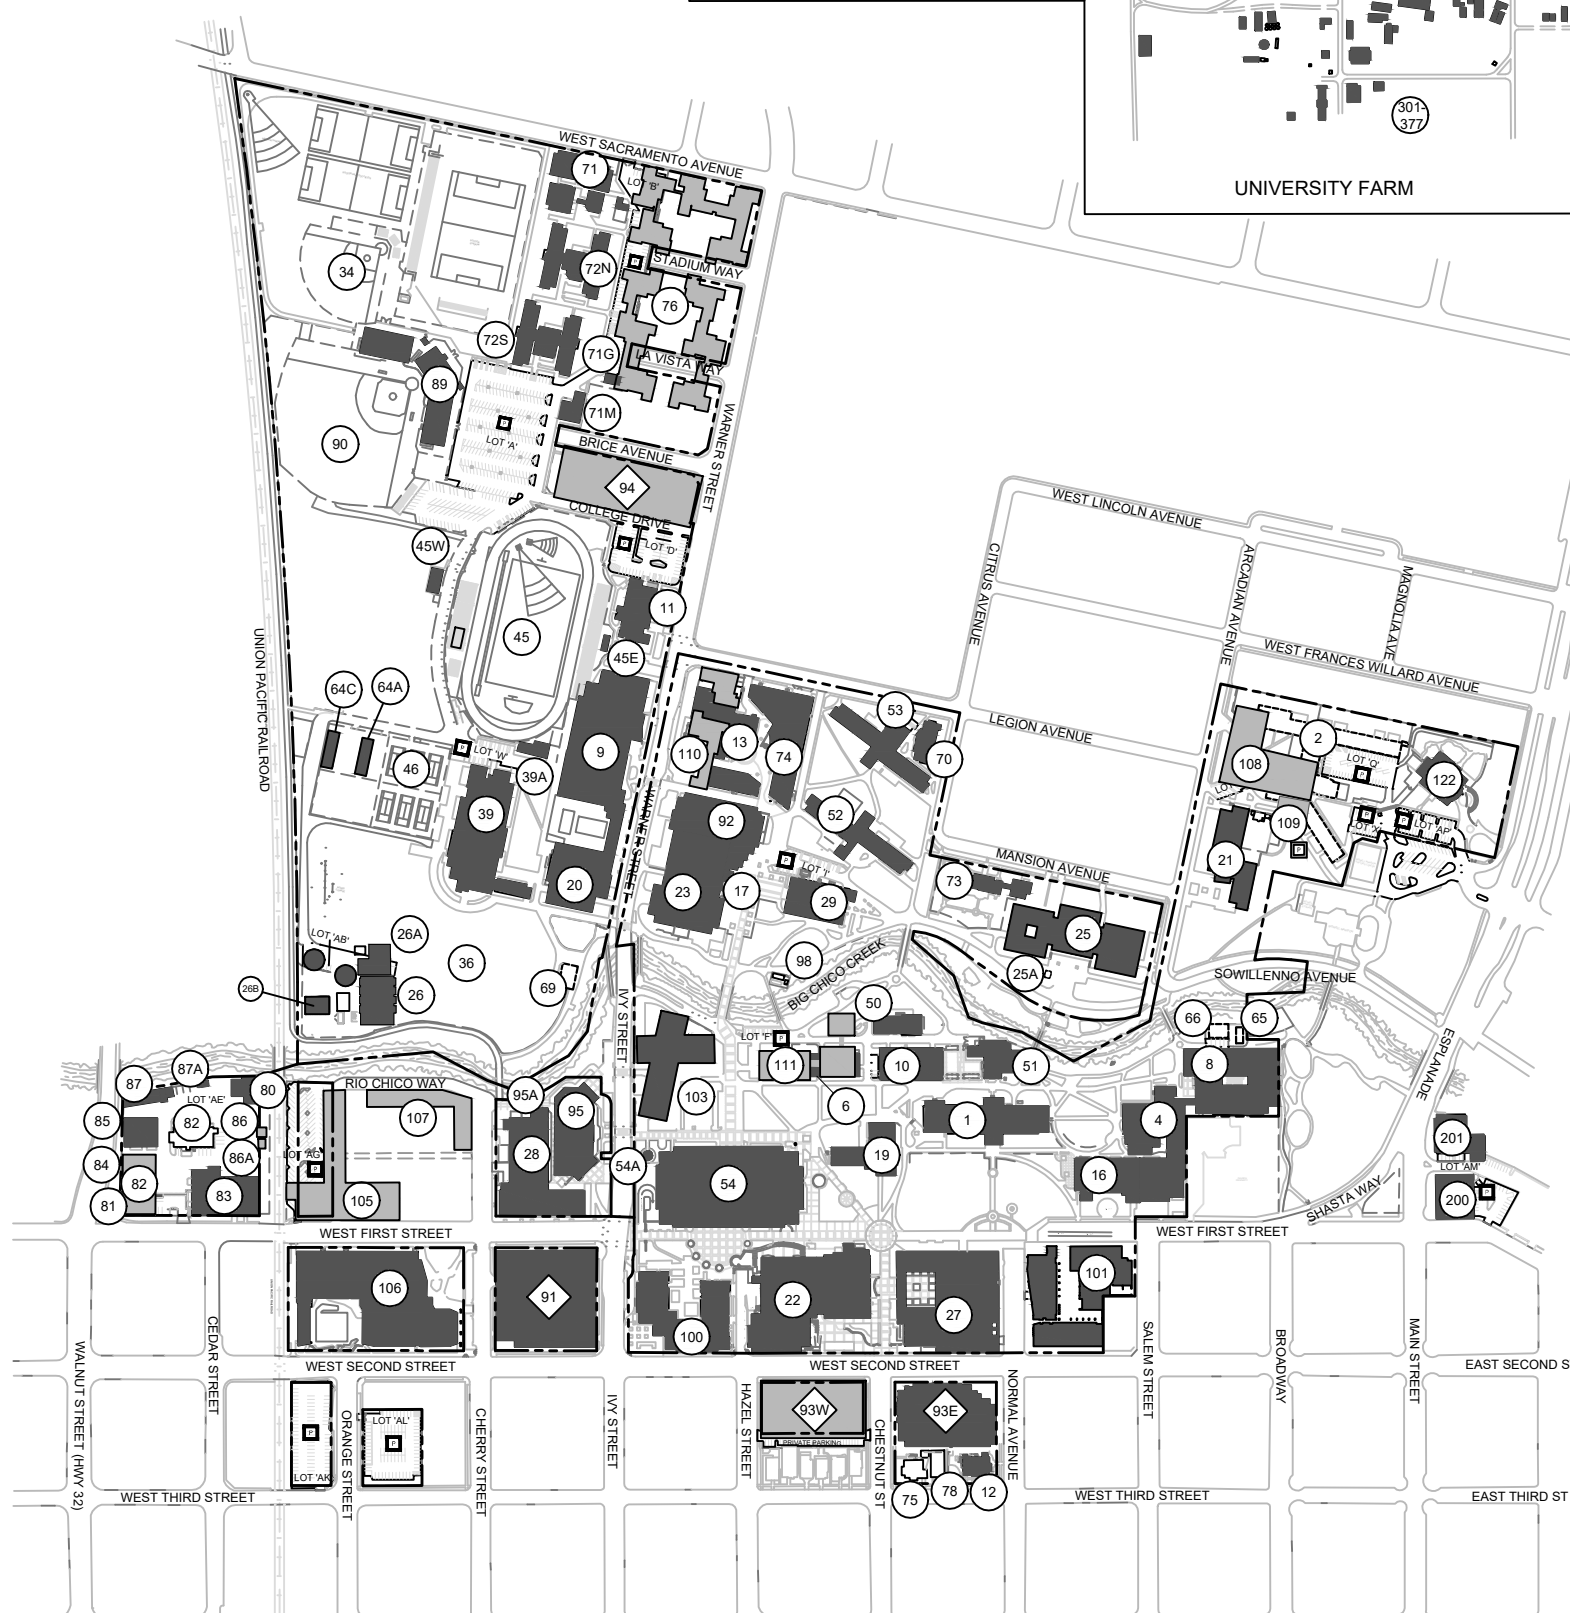 301-
377
UNIVERSITY FARM
WEST SACRAMENTO AVENUE
71
LOT 'B'
34
72N
STADIUM WAY
76
72S
71G
LA VISTA WAY
89
71M
WARNER STREET
LOT 'A'
90
BRICE AVENUE
94
COLLEGE DRIVE
WEST LINCOLN AVENUE
45W
LOT 'D'
CITRUS AVENUE
ARCADIAN AVENUE
MAGNOLIA AVE
11
45
UNION PACIFIC RAILROAD
45E
WEST FRANCES WILLARD AVENUE
64C
64A
53
LEGION AVENUE
2
9
110
13
74
70
108
LOT 'W'
46
39A
LOT 'Q'
122
39
WARNER STREET
92
52
109
LOT 'X'
LOT 'AP'
21
MANSION AVENUE
LOT 'I'
20
23
17
29
73
26A
LOT 'AB'
25
36
98
BIG CHICO CREEK
25A
SOWILLENNO AVENUE
26B
26
69
IVY STREET
50
66
65
LOT 'F'
111
10
51
8
ESPLANADE
87A
87
RIO CHICO WAY
80
LOT 'AE'
95A
95
103
6
107
85
82
86
1
4
201
86A
LOT 'AG'
28
19
84
82
54A
54
16
LOT 'AM'
81
83
105
SHASTA WAY
200
WEST FIRST STREET
WEST FIRST STREET
106
91
22
101
27
100
WALNUT STREET (HWY 32)
CEDAR STREET
WEST SECOND STREET
WEST SECOND STREET
SALEM STREET
BROADWAY
MAIN STREET
EAST SECOND S
ORANGE STREET
LOT 'AL'
CHERRY STREET
IVY STREET
HAZEL STREET
93W
PRIVATE PARKING
CHESTNUT ST
93E
NORMAL AVENUE
LOT 'AK'
75
78
12
WEST THIRD STREET
WEST THIRD STREET
EAST THIRD ST